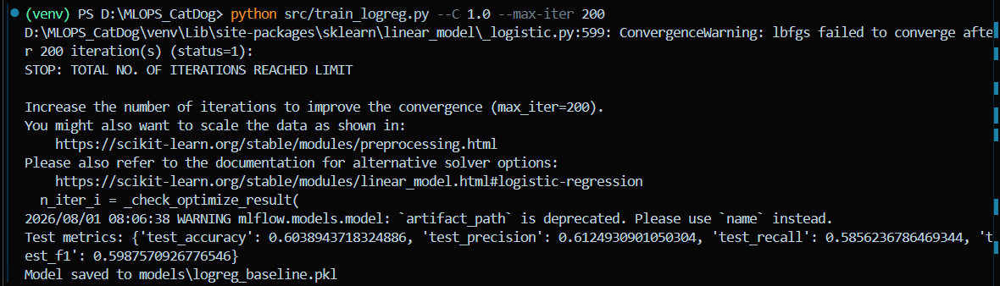 (venv) PS D:\MLOPS_CatDog> python src/train_logreg.py --C 1.0 --max-iter 200
D:\MLOPS_CatDog\venv\Lib\site-packages\sklearn\linear_model\_logistic.py:599: ConvergenceWarning: lbfgs failed to converge afte
r 200 iteration(s) (status=1):
STOP: TOTAL NO. OF ITERATIONS REACHED LIMIT

Increase the number of iterations to improve the convergence (max_iter=200).
You might also want to scale the data as shown in:
    https://scikit-learn.org/stable/modules/preprocessing.html
Please also refer to the documentation for alternative solver options:
    https://scikit-learn.org/stable/modules/linear_model.html#logistic-regression
  n_iter_i = _check_optimize_result(
2026/08/01 08:06:38 WARNING mlflow.models.model: `artifact_path` is deprecated. Please use `name` instead.
Test metrics: {'test_accuracy': 0.6038943718324886, 'test_precision': 0.6124930901050304, 'test_recall': 0.5856236786469344, 't
est_f1': 0.5987570926776546}
Model saved to models\logreg_baseline.pkl